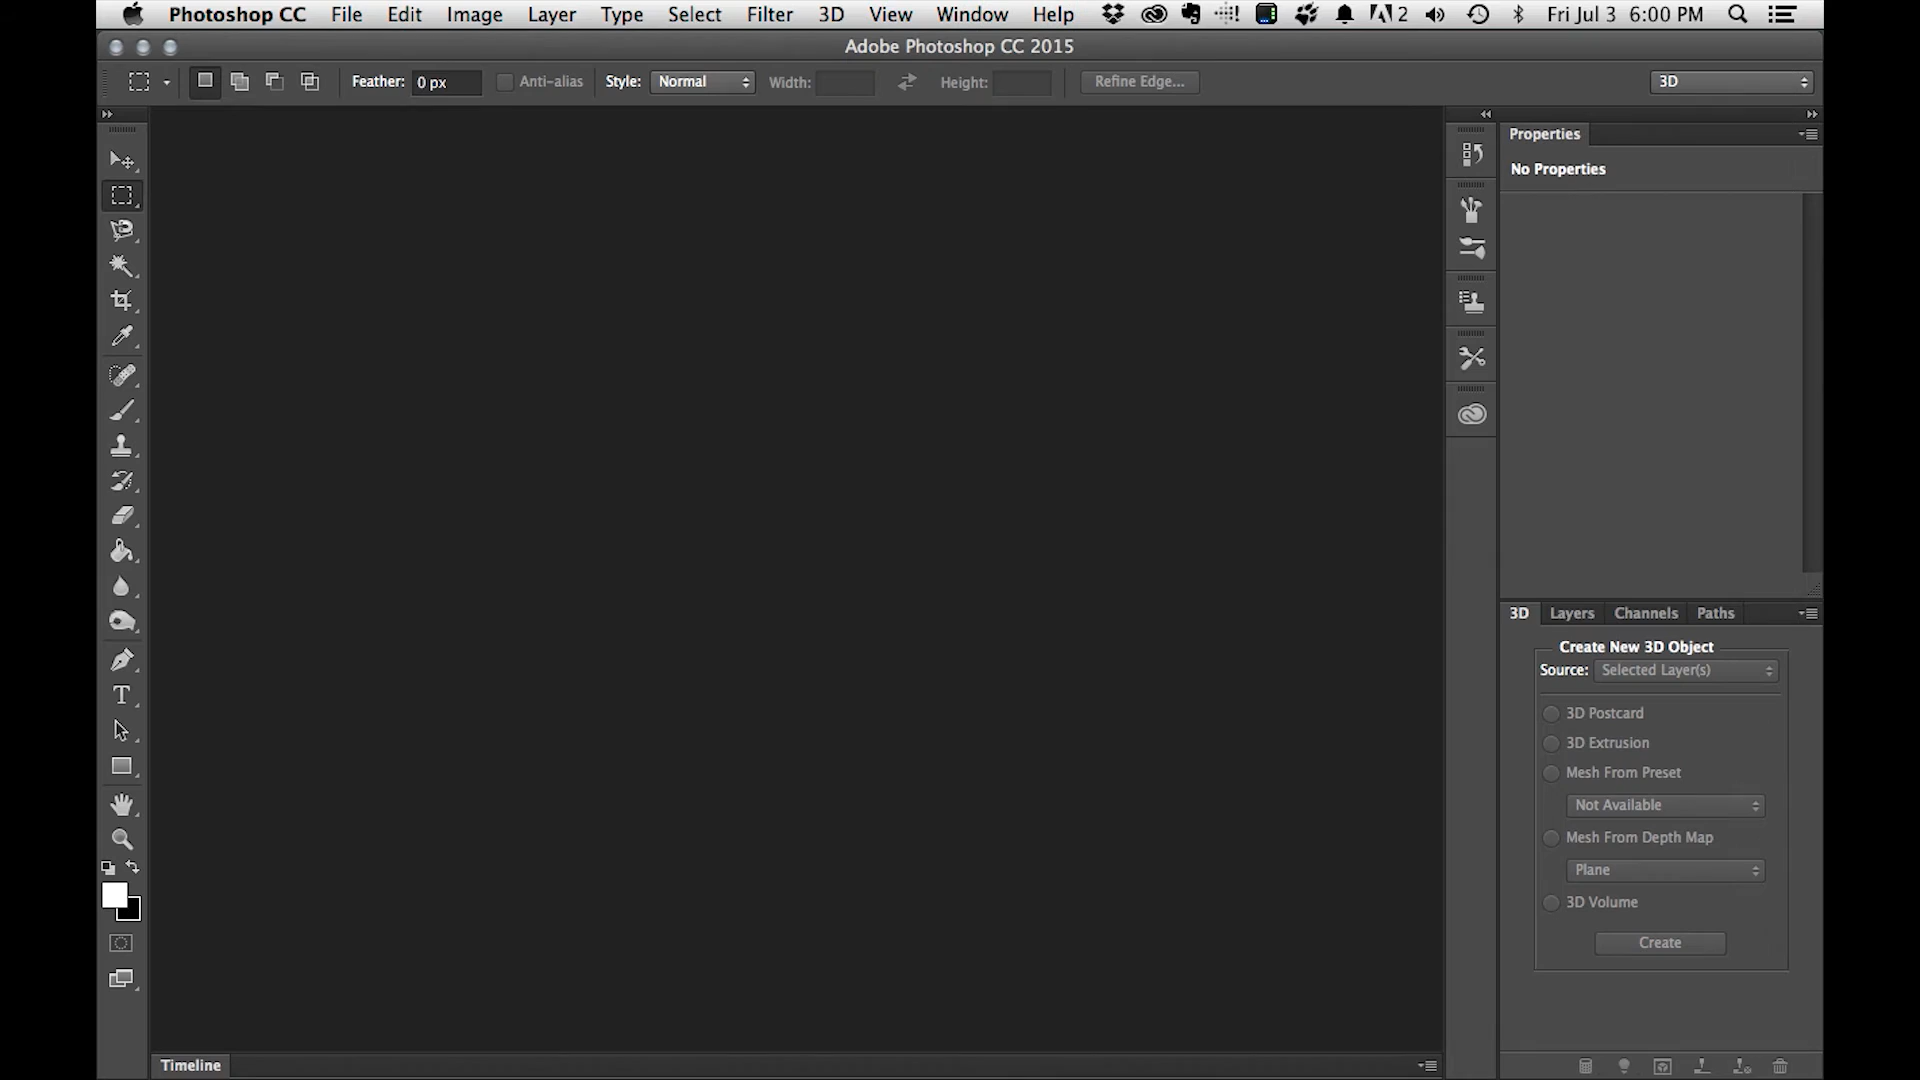 Photoshop CC File Edit Image Layer Type Select Filter 3D View Window Help 2 Fri Jul 3 6:00 PM
Adobe Photoshop CC 2015
Feather: 0 px Anti-alias Style: Normal Width: Height: Refine Edge... 3D
Properties
No Properties
3D Layers Channels Paths
Create New 3D Object
Source: Selected Layer(s)
3D Postcard
3D Extrusion
Mesh From Preset
Not Available
Mesh From Depth Map
Plane
3D Volume
Create
Timeline